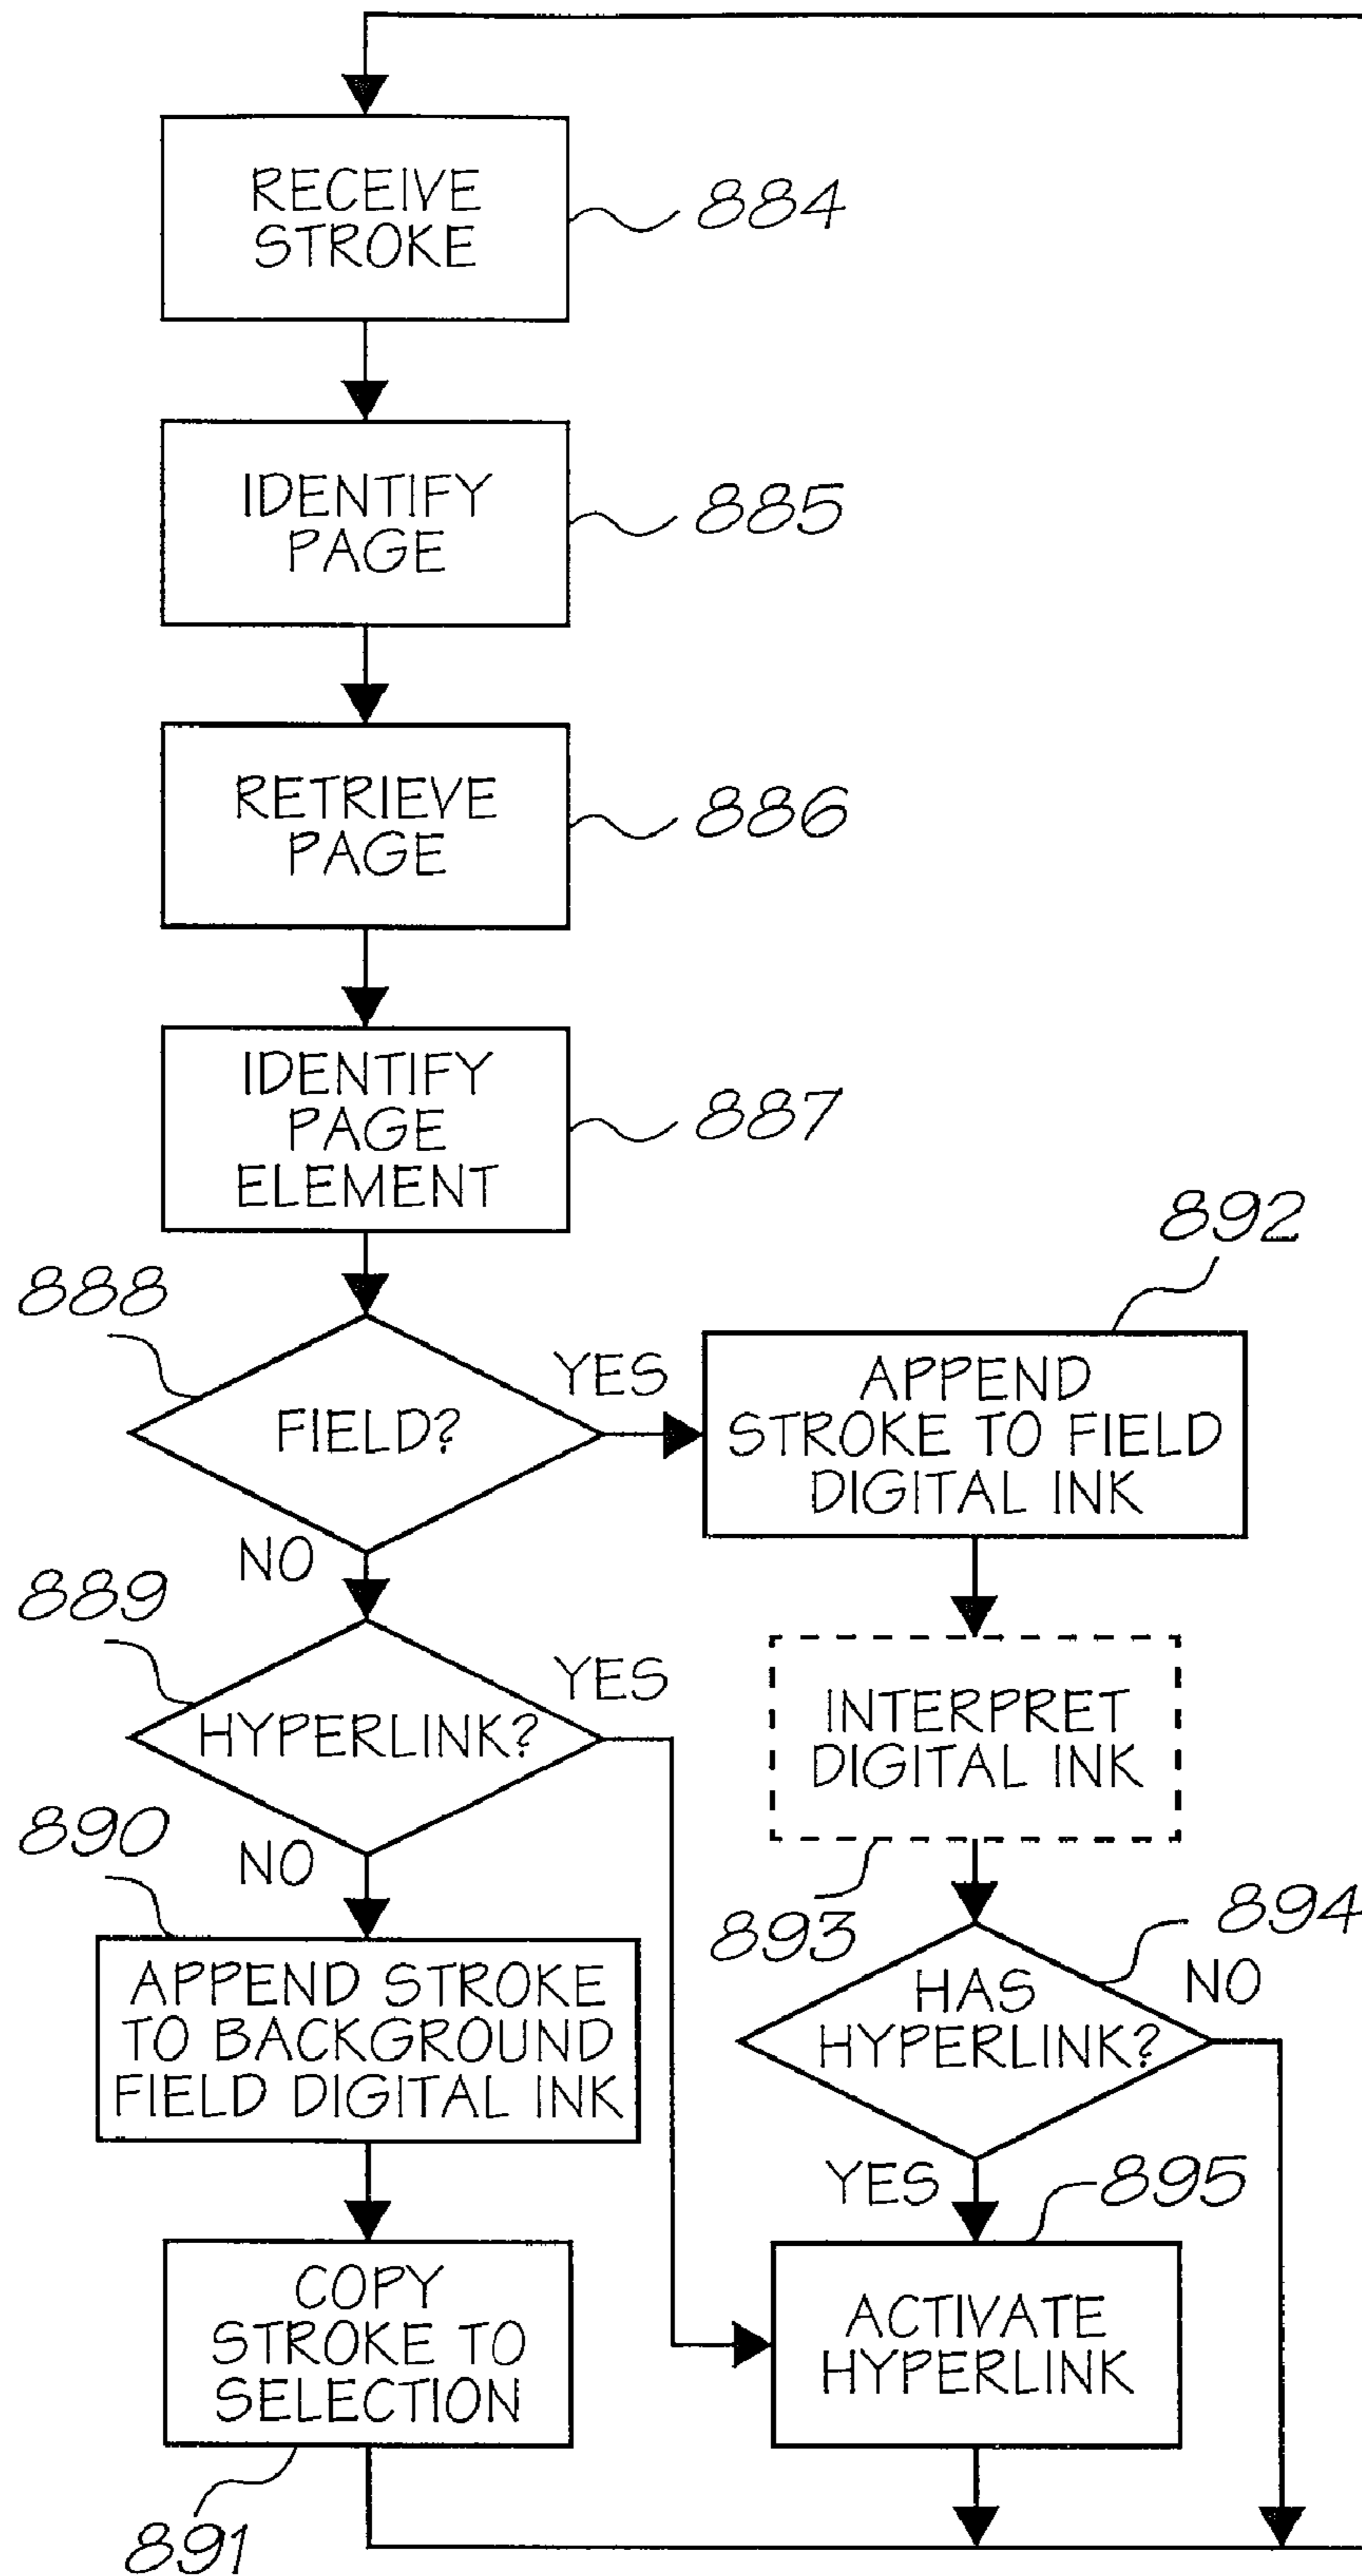 RECEIVE
STROKE
884
IDENTIFY
PAGE
885
RETRIEVE
PAGE
886
IDENTIFY
PAGE
ELEMENT
887
888
FIELD?
YES
NO
892
APPEND
STROKE TO FIELD
DIGITAL INK
889
HYPERLINK?
YES
NO
INTERPRET
DIGITAL INK
893
890
APPEND STROKE
TO BACKGROUND
FIELD DIGITAL INK
894
HAS
HYPERLINK?
NO
YES
895
COPY
STROKE TO
SELECTION
891
ACTIVATE
HYPERLINK